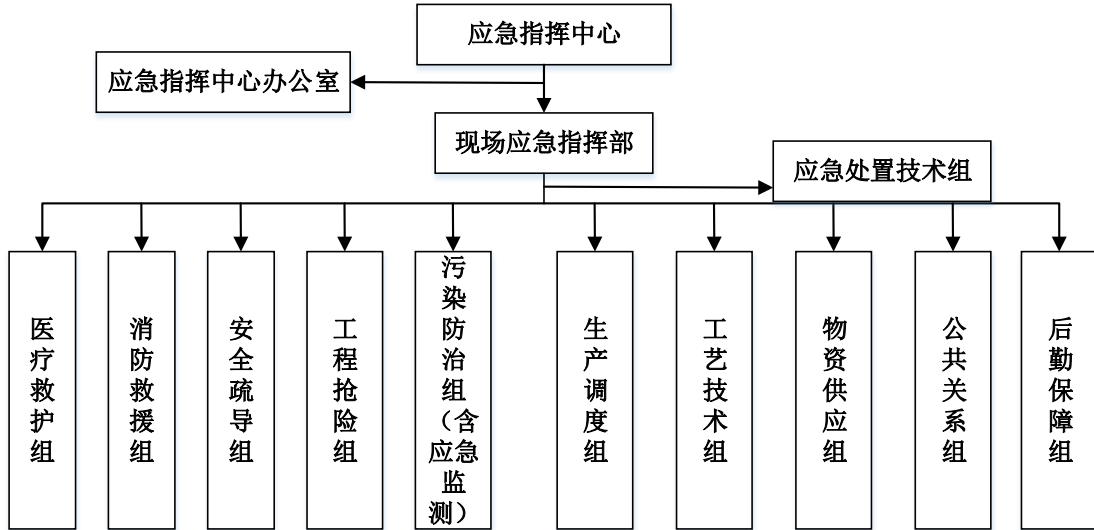 应急指挥中心
应急指挥中心办公室
现场应急指挥部
应急处置技术组
医疗救护组
消防救援组
安全疏导组
工程抢险组
污染防治组（含应急监测）
生产调度组
工艺技术组
物资供应组
公共关系组
后勤保障组